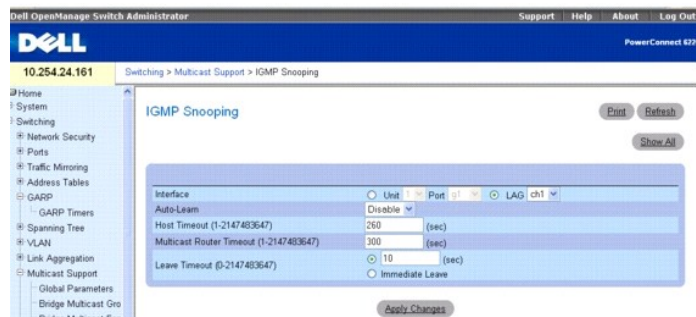 Dell OpenManage Switch Administrator
Support Help About Log Out
DELL
PowerConnect 622
10.254.24.161
Switching > Multicast Support > IGMP Snooping
Home
System
Switching
Network Security
Ports
Traffic Mirroring
Address Tables
GARP
GARP Timers
Spanning Tree
VLAN
Link Aggregation
Multicast Support
Global Parameters
Bridge Multicast Gro
IGMP Snooping
Print Refresh
Show All
Interface Unit 1 Port g1 LAG ch1
Auto-Learn Disable
Host Timeout (1-2147483647) 260 (sec)
Multicast Router Timeout (1-2147483647) 300 (sec)
Leave Timeout (0-2147483647) 10 (sec)
Immediate Leave
Apply Changes